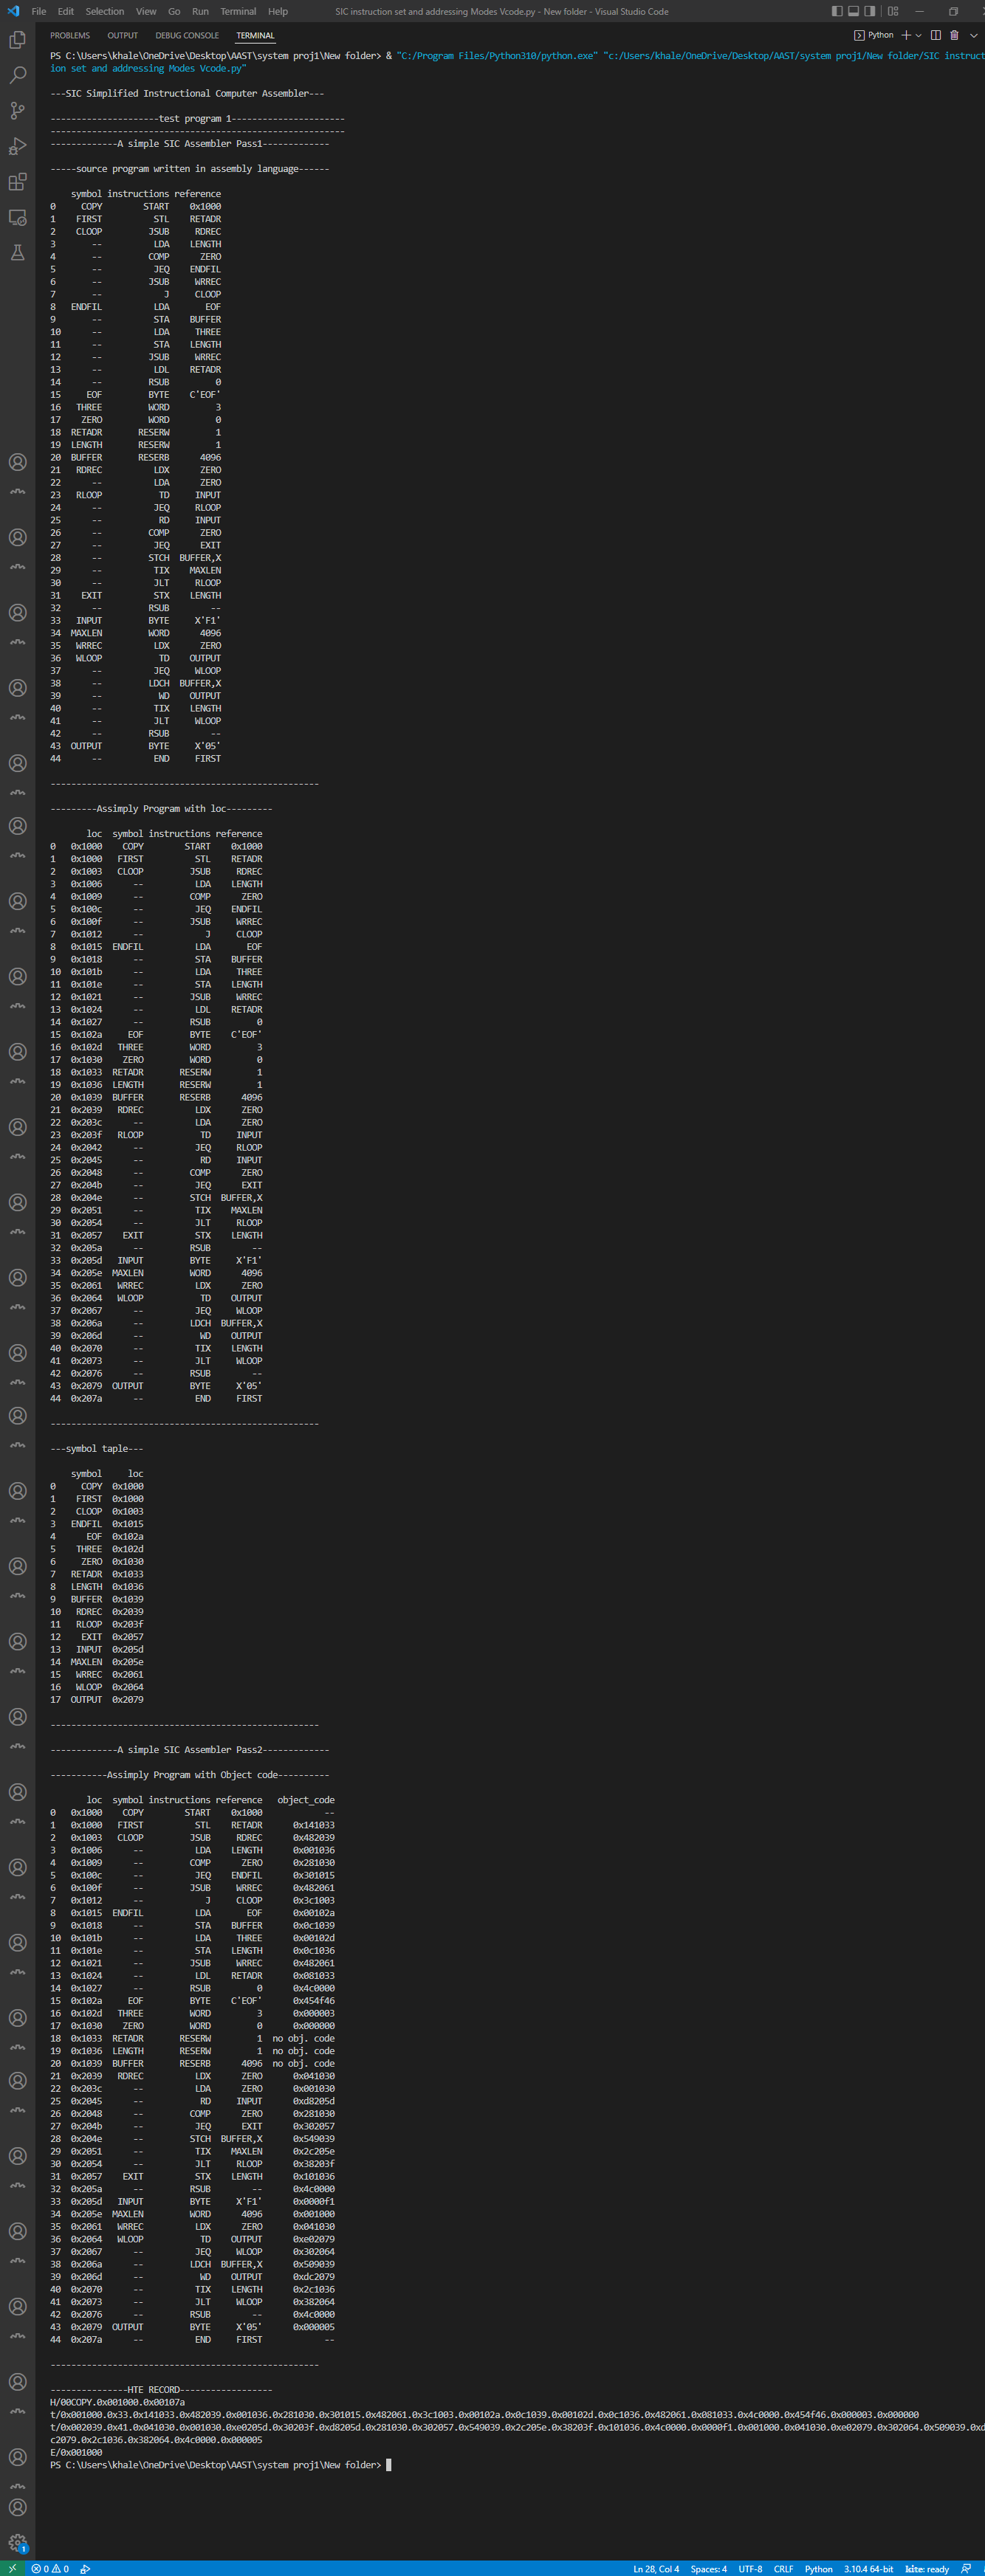 File Edit Selection View Go Run Terminal Help SIC instruction set and addressing Modes Vcode.py - New folder - Visual Studio Code
PROBLEMS OUTPUT DEBUG CONSOLE TERMINAL Python
PS C:\Users\khale\OneDrive\Desktop\AAST\system proj1\New folder> & "C:/Program Files/Python310/python.exe" "c:/Users/khale/OneDrive/Desktop/AAST/system proj1/New folder/SIC instruct
ion set and addressing Modes Vcode.py"
---SIC Simplified Instructional Computer Assembler---
---------------------test program 1----------------------
---------------------------------------------------------
-------------A simple SIC Assembler Pass1-------------
-----source program written in assembly language------
symbol instructions reference
0 COPY START 0x1000
1 FIRST STL RETADR
2 CLOOP JSUB RDREC
3 -- LDA LENGTH
4 -- COMP ZERO
5 -- JEQ ENDFIL
6 -- JSUB WRREC
7 -- J CLOOP
8 ENDFIL LDA EOF
9 -- STA BUFFER
10 -- LDA THREE
11 -- STA LENGTH
12 -- JSUB WRREC
13 -- LDL RETADR
14 -- RSUB 0
15 EOF BYTE C'EOF'
16 THREE WORD 3
17 ZERO WORD 0
18 RETADR RESERW 1
19 LENGTH RESERW 1
20 BUFFER RESERB 4096
21 RDREC LDX ZERO
22 -- LDA ZERO
23 RLOOP TD INPUT
24 -- JEQ RLOOP
25 -- RD INPUT
26 -- COMP ZERO
27 -- JEQ EXIT
28 -- STCH BUFFER,X
29 -- TIX MAXLEN
30 -- JLT RLOOP
31 EXIT STX LENGTH
32 -- RSUB --
33 INPUT BYTE X'F1'
34 MAXLEN WORD 4096
35 WRREC LDX ZERO
36 WLOOP TD OUTPUT
37 -- JEQ WLOOP
38 -- LDCH BUFFER,X
39 -- WD OUTPUT
40 -- TIX LENGTH
41 -- JLT WLOOP
42 -- RSUB --
43 OUTPUT BYTE X'05'
44 -- END FIRST
----------------------------------------------------
---------Assimply Program with loc---------
loc symbol instructions reference
0 0x1000 COPY START 0x1000
1 0x1000 FIRST STL RETADR
2 0x1003 CLOOP JSUB RDREC
3 0x1006 -- LDA LENGTH
4 0x1009 -- COMP ZERO
5 0x100c -- JEQ ENDFIL
6 0x100f -- JSUB WRREC
7 0x1012 -- J CLOOP
8 0x1015 ENDFIL LDA EOF
9 0x1018 -- STA BUFFER
10 0x101b -- LDA THREE
11 0x101e -- STA LENGTH
12 0x1021 -- JSUB WRREC
13 0x1024 -- LDL RETADR
14 0x1027 -- RSUB 0
15 0x102a EOF BYTE C'EOF'
16 0x102d THREE WORD 3
17 0x1030 ZERO WORD 0
18 0x1033 RETADR RESERW 1
19 0x1036 LENGTH RESERW 1
20 0x1039 BUFFER RESERB 4096
21 0x2039 RDREC LDX ZERO
22 0x203c -- LDA ZERO
23 0x203f RLOOP TD INPUT
24 0x2042 -- JEQ RLOOP
25 0x2045 -- RD INPUT
26 0x2048 -- COMP ZERO
27 0x204b -- JEQ EXIT
28 0x204e -- STCH BUFFER,X
29 0x2051 -- TIX MAXLEN
30 0x2054 -- JLT RLOOP
31 0x2057 EXIT STX LENGTH
32 0x205a -- RSUB --
33 0x205d INPUT BYTE X'F1'
34 0x205e MAXLEN WORD 4096
35 0x2061 WRREC LDX ZERO
36 0x2064 WLOOP TD OUTPUT
37 0x2067 -- JEQ WLOOP
38 0x206a -- LDCH BUFFER,X
39 0x206d -- WD OUTPUT
40 0x2070 -- TIX LENGTH
41 0x2073 -- JLT WLOOP
42 0x2076 -- RSUB --
43 0x2079 OUTPUT BYTE X'05'
44 0x207a -- END FIRST
----------------------------------------------------
---symbol taple---
symbol loc
0 COPY 0x1000
1 FIRST 0x1000
2 CLOOP 0x1003
3 ENDFIL 0x1015
4 EOF 0x102a
5 THREE 0x102d
6 ZERO 0x1030
7 RETADR 0x1033
8 LENGTH 0x1036
9 BUFFER 0x1039
10 RDREC 0x2039
11 RLOOP 0x203f
12 EXIT 0x2057
13 INPUT 0x205d
14 MAXLEN 0x205e
15 WRREC 0x2061
16 WLOOP 0x2064
17 OUTPUT 0x2079
----------------------------------------------------
-------------A simple SIC Assembler Pass2-------------
-----------Assimply Program with Object code----------
loc symbol instructions reference object_code
0 0x1000 COPY START 0x1000 --
1 0x1000 FIRST STL RETADR 0x141033
2 0x1003 CLOOP JSUB RDREC 0x482039
3 0x1006 -- LDA LENGTH 0x001036
4 0x1009 -- COMP ZERO 0x281030
5 0x100c -- JEQ ENDFIL 0x301015
6 0x100f -- JSUB WRREC 0x482061
7 0x1012 -- J CLOOP 0x3c1003
8 0x1015 ENDFIL LDA EOF 0x00102a
9 0x1018 -- STA BUFFER 0x0c1039
10 0x101b -- LDA THREE 0x00102d
11 0x101e -- STA LENGTH 0x0c1036
12 0x1021 -- JSUB WRREC 0x482061
13 0x1024 -- LDL RETADR 0x081033
14 0x1027 -- RSUB 0 0x4c0000
15 0x102a EOF BYTE C'EOF' 0x454f46
16 0x102d THREE WORD 3 0x000003
17 0x1030 ZERO WORD 0 0x000000
18 0x1033 RETADR RESERW 1 no obj. code
19 0x1036 LENGTH RESERW 1 no obj. code
20 0x1039 BUFFER RESERB 4096 no obj. code
21 0x2039 RDREC LDX ZERO 0x041030
22 0x203c -- LDA ZERO 0x001030
25 0x2045 -- RD INPUT 0xd8205d
26 0x2048 -- COMP ZERO 0x281030
27 0x204b -- JEQ EXIT 0x302057
28 0x204e -- STCH BUFFER,X 0x549039
29 0x2051 -- TIX MAXLEN 0x2c205e
30 0x2054 -- JLT RLOOP 0x38203f
31 0x2057 EXIT STX LENGTH 0x101036
32 0x205a -- RSUB -- 0x4c0000
33 0x205d INPUT BYTE X'F1' 0x0000f1
34 0x205e MAXLEN WORD 4096 0x001000
35 0x2061 WRREC LDX ZERO 0x041030
36 0x2064 WLOOP TD OUTPUT 0xe02079
37 0x2067 -- JEQ WLOOP 0x302064
38 0x206a -- LDCH BUFFER,X 0x509039
39 0x206d -- WD OUTPUT 0xdc2079
40 0x2070 -- TIX LENGTH 0x2c1036
41 0x2073 -- JLT WLOOP 0x382064
42 0x2076 -- RSUB -- 0x4c0000
43 0x2079 OUTPUT BYTE X'05' 0x000005
44 0x207a -- END FIRST --
----------------------------------------------------
---------------HTE RECORD------------------
H/00COPY.0x001000.0x00107a
t/0x001000.0x33.0x141033.0x482039.0x001036.0x281030.0x301015.0x482061.0x3c1003.0x00102a.0x0c1039.0x00102d.0x0c1036.0x482061.0x081033.0x4c0000.0x454f46.0x000003.0x000000
t/0x002039.0x41.0x041030.0x001030.0xe0205d.0x30203f.0xd8205d.0x281030.0x302057.0x549039.0x2c205e.0x38203f.0x101036.0x4c0000.0x0000f1.0x001000.0x041030.0xe02079.0x302064.0x509039.0xd
c2079.0x2c1036.0x382064.0x4c0000.0x000005
E/0x001000
PS C:\Users\khale\OneDrive\Desktop\AAST\system proj1\New folder>
1
0 0 Ln 28, Col 4 Spaces: 4 UTF-8 CRLF Python 3.10.4 64-bit kite: ready